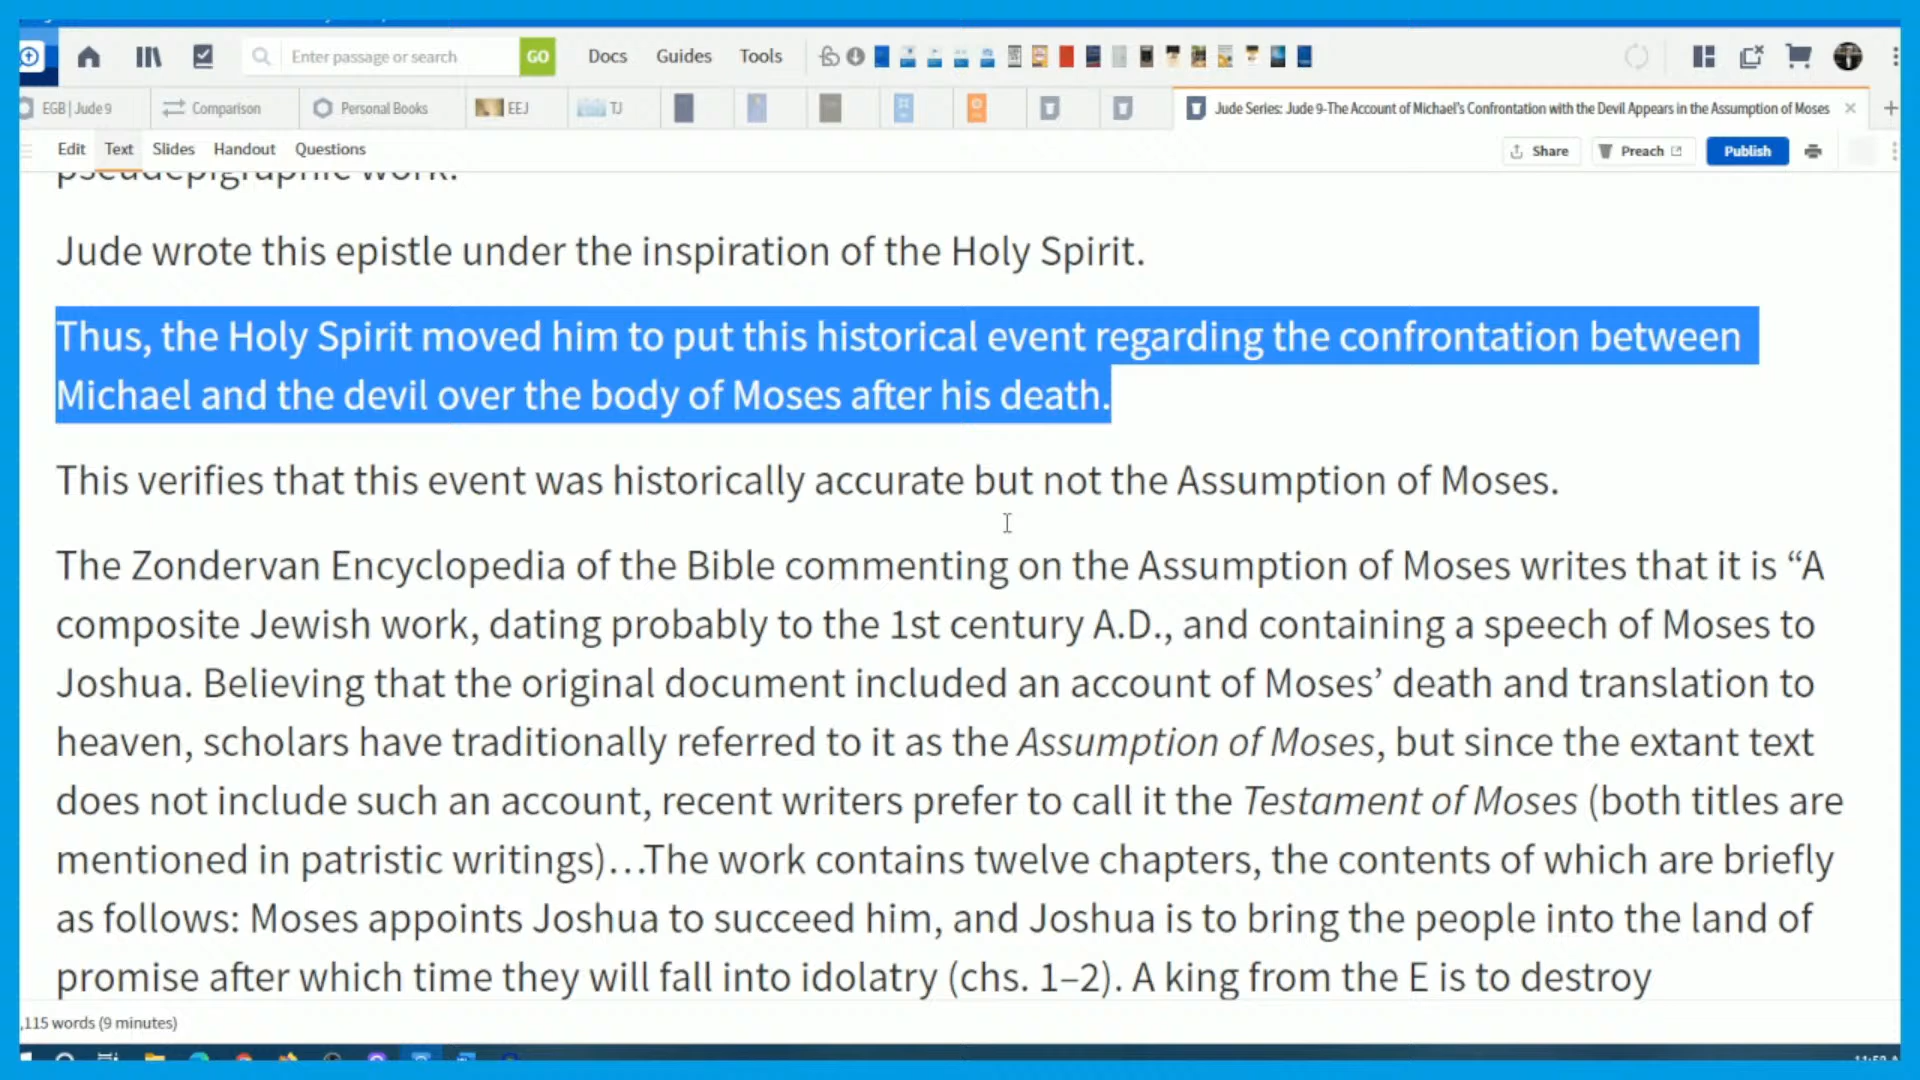 Enter passage or search
GO
Docs
Guides
Tools
EGB | Jude 9
Comparison
Personal Books
EEJ
TJ
Jude Series: Jude 9-The Account of Michael's Confrontation with the Devil Appears in the Assumption of Moses
Edit
Text
Slides
Handout
Questions
Share
Preach
Publish
pseudepigraphic work.
Jude wrote this epistle under the inspiration of the Holy Spirit.
Thus, the Holy Spirit moved him to put this historical event regarding the confrontation between
Michael and the devil over the body of Moses after his death.
This verifies that this event was historically accurate but not the Assumption of Moses.
The Zondervan Encyclopedia of the Bible commenting on the Assumption of Moses writes that it is “A
composite Jewish work, dating probably to the 1st century A.D., and containing a speech of Moses to
Joshua. Believing that the original document included an account of Moses’ death and translation to
heaven, scholars have traditionally referred to it as the Assumption of Moses, but since the extant text
does not include such an account, recent writers prefer to call it the Testament of Moses (both titles are
mentioned in patristic writings)…The work contains twelve chapters, the contents of which are briefly
as follows: Moses appoints Joshua to succeed him, and Joshua is to bring the people into the land of
promise after which time they will fall into idolatry (chs. 1–2). A king from the E is to destroy
,115 words (9 minutes)